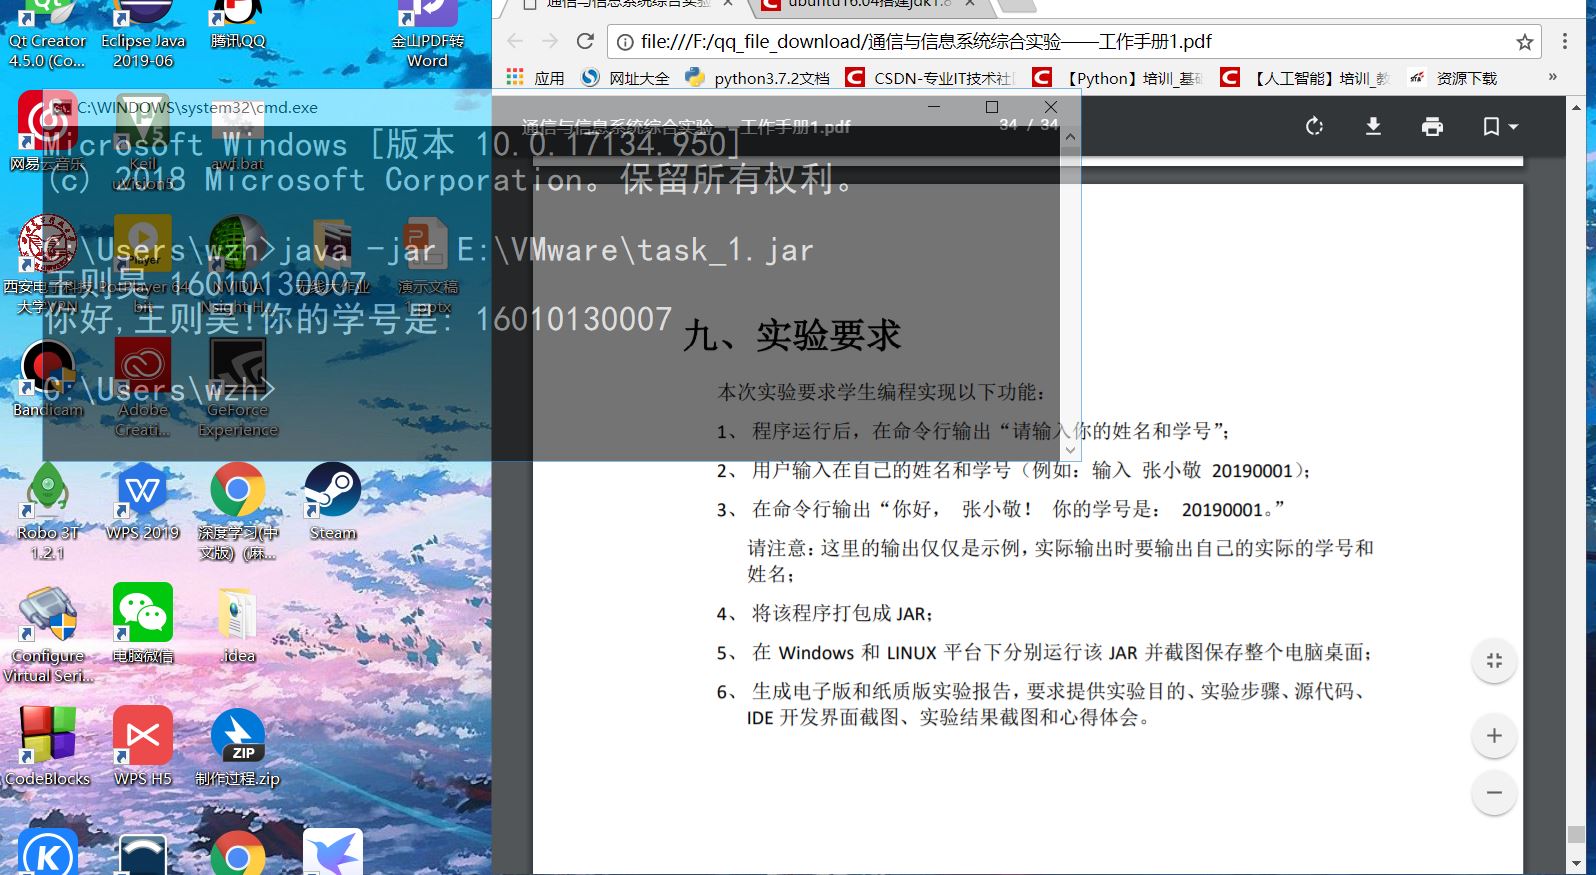 Qt Creator
4.5.0 (Co...
Eclipse Java
2019-06
腾讯QQ
金山PDF转
Word
网易云音乐
Keil
uVision5
awf.bat
西安电子科技
大学VPN
PotPlayer 64
bit
NVIDIA
Nsight H...
无线大作业
演示文稿
1.pptx
Bandicam
Adobe
Creati...
GeForce
Experience
Robo 3T
1.2.1
WPS 2019
深度学习(中
文版)（麻...
Steam
Configure
Virtual Seri...
电脑微信
.idea
CodeBlocks
WPS H5
ZIP
制作过程.zip
C:\WINDOWS\system32\cmd.exe
Microsoft Windows [版本 10.0.17134.950]
(c) 2018 Microsoft Corporation。保留所有权利。
C:\Users\wzh>java -jar E:\VMware\task_1.jar
王则昊 16010130007
你好,王则昊!你的学号是: 16010130007
C:\Users\wzh>
通信与信息系统综合实验
ubuntu16.04搭建jdk1.8
file:///F:/qq_file_download/通信与信息系统综合实验——工作手册1.pdf
应用
网址大全
python3.7.2文档
CSDN-专业IT技术社区
【Python】培训_基础
【人工智能】培训_教
资源下载
»
通信与信息系统综合实验——工作手册1.pdf
34 / 34
九、实验要求
本次实验要求学生编程实现以下功能：
1、 程序运行后，在命令行输出“请输入你的姓名和学号”；
2、 用户输入在自己的姓名和学号（例如：输入 张小敬 20190001）；
3、 在命令行输出“你好， 张小敬！ 你的学号是： 20190001。”
请注意：这里的输出仅仅是示例，实际输出时要输出自己的实际的学号和
姓名；
4、 将该程序打包成 JAR；
5、 在 Windows 和 LINUX 平台下分别运行该 JAR 并截图保存整个电脑桌面；
6、 生成电子版和纸质版实验报告，要求提供实验目的、实验步骤、源代码、
IDE 开发界面截图、实验结果截图和心得体会。